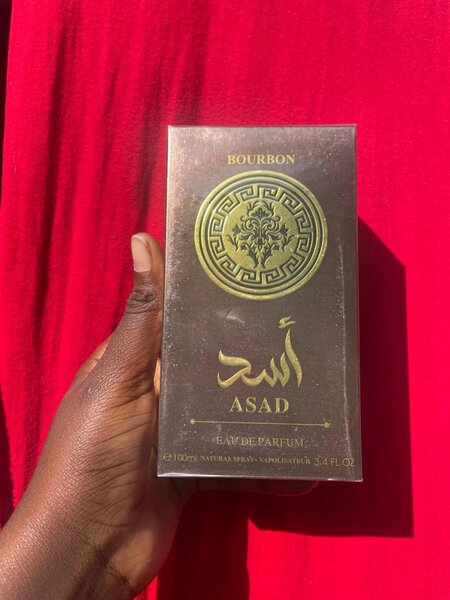 BOURBON
أسد
ASAD
EAU DE PARFUM
℮100ml NATURAL SPRAY - VAPORISATEUR 3.4 FL.OZ